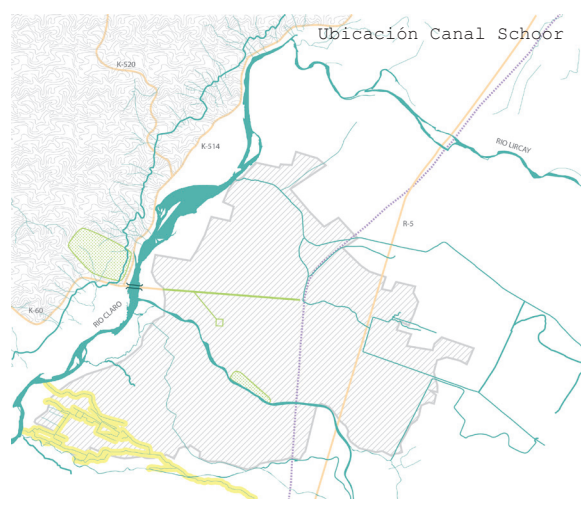 Ubicación Canal Schoor
K-520
K-514
RIO LIRCAY
R-5
K-60
RIO CLARO